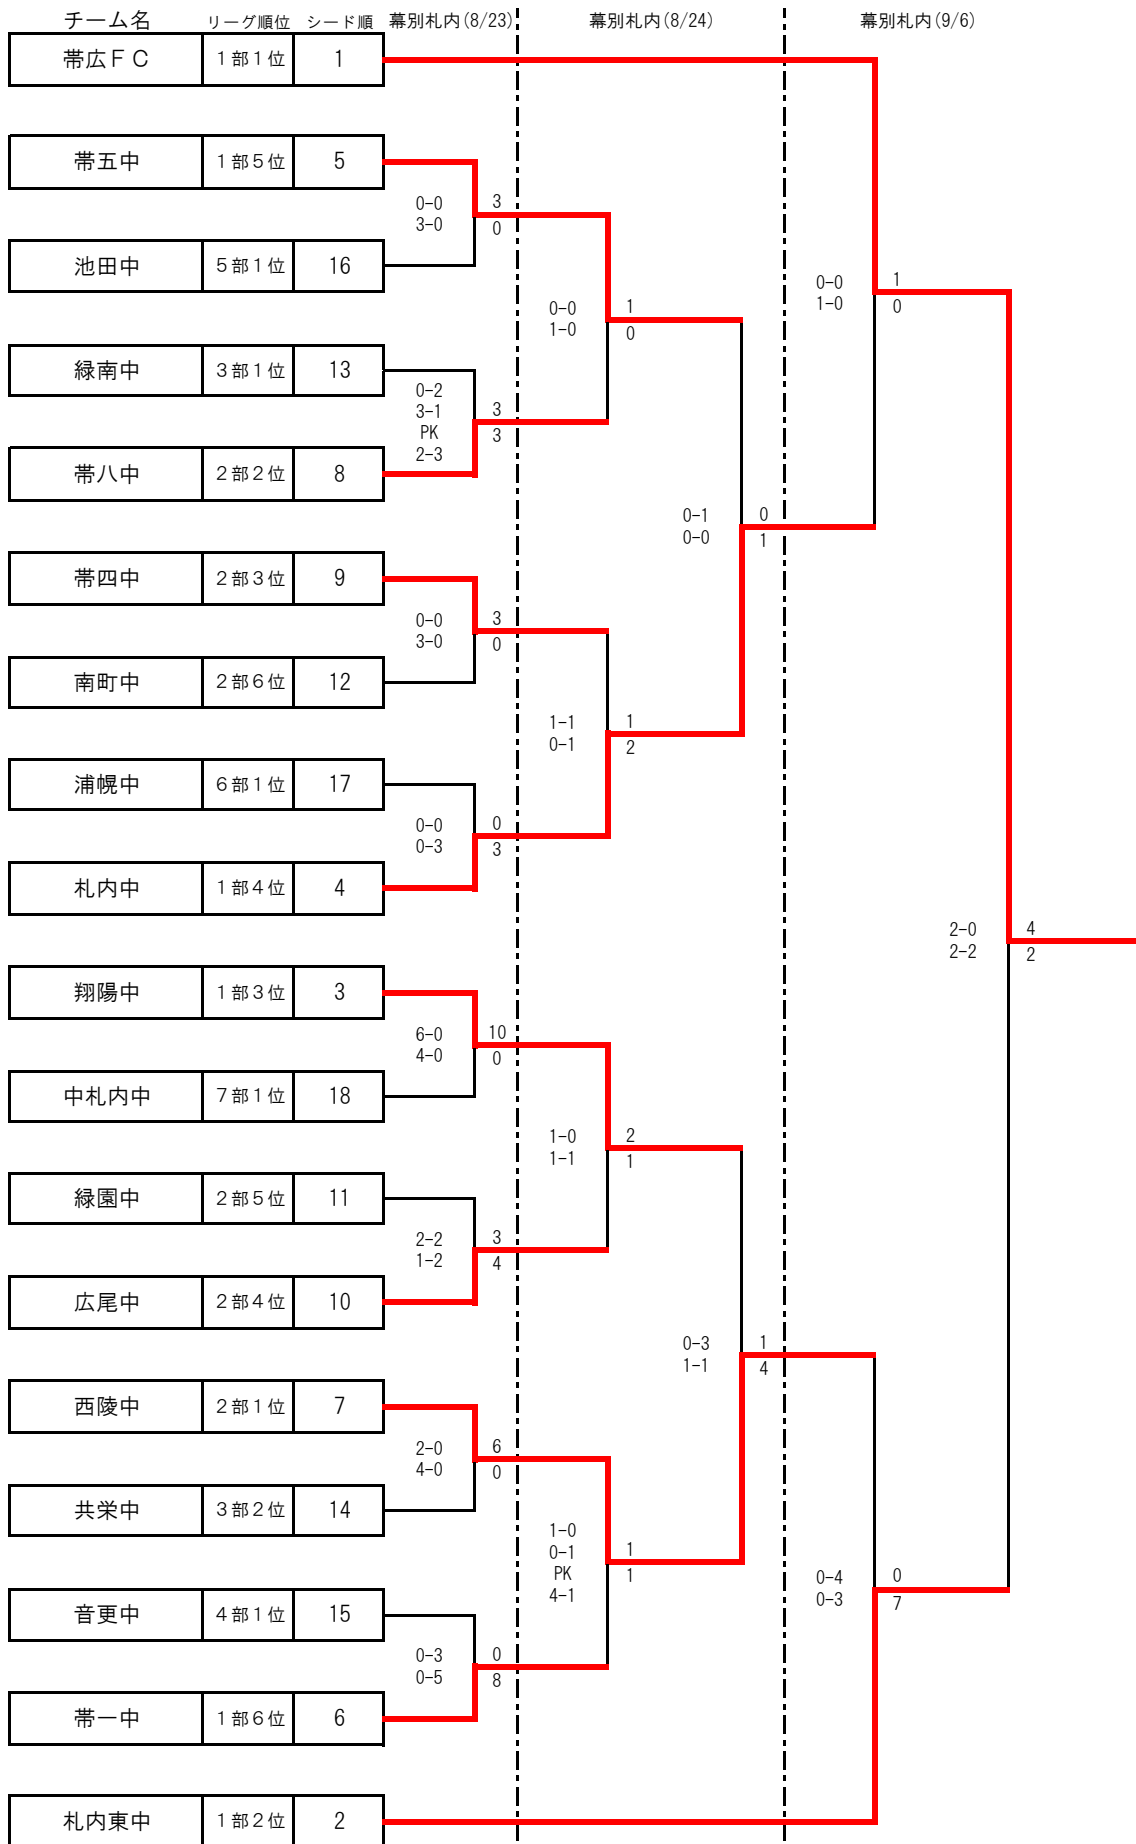 チーム名 リーグ順位 シード順 幕別札内(8/23) 幕別札内(8/24) 幕別札内(9/6)
帯広ＦＣ １部１位 1
帯五中 １部５位 5
0-0 3
3-0 0
池田中 ５部１位 16
0-0 1
1-0 0
0-0 1
1-0 0
緑南中 ３部１位 13
0-2
3-1 3
PK 3
2-3
帯八中 ２部２位 8
0-1 0
0-0 1
帯四中 ２部３位 9
0-0 3
3-0 0
南町中 ２部６位 12
1-1 1
0-1 2
浦幌中 ６部１位 17
0-0 0
0-3 3
札内中 １部４位 4
2-0 4
2-2 2
翔陽中 １部３位 3
6-0 10
4-0 0
中札内中 ７部１位 18
1-0 2
1-1 1
緑園中 ２部５位 11
2-2 3
1-2 4
広尾中 ２部４位 10
0-3 1
1-1 4
西陵中 ２部１位 7
2-0 6
4-0 0
共栄中 ３部２位 14
1-0
0-1 1
PK 1
4-1
0-4 0
0-3 7
音更中 ４部１位 15
0-3 0
0-5 8
帯一中 １部６位 6
札内東中 １部２位 2